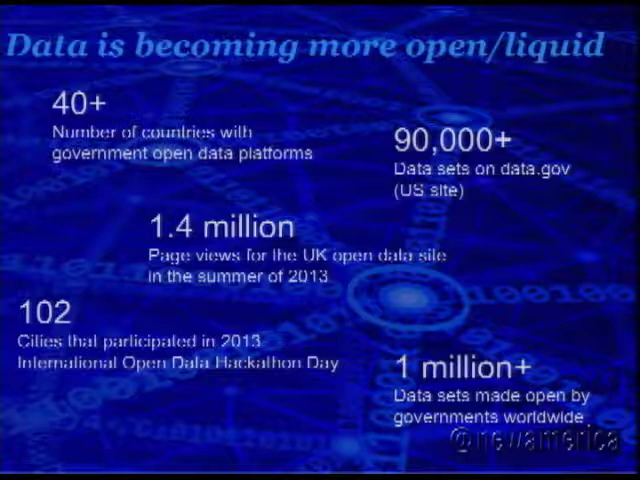 Data is becoming more open/liquid
40+
Number of countries with
government open data platforms
90,000+
Data sets on data.gov
(US site)
1.4 million
Page views for the UK open data site
in the summer of 2013
102
Cities that participated in 2013
International Open Data Hackathon Day
1 million+
Data sets made open by
governments worldwide
@newamerica